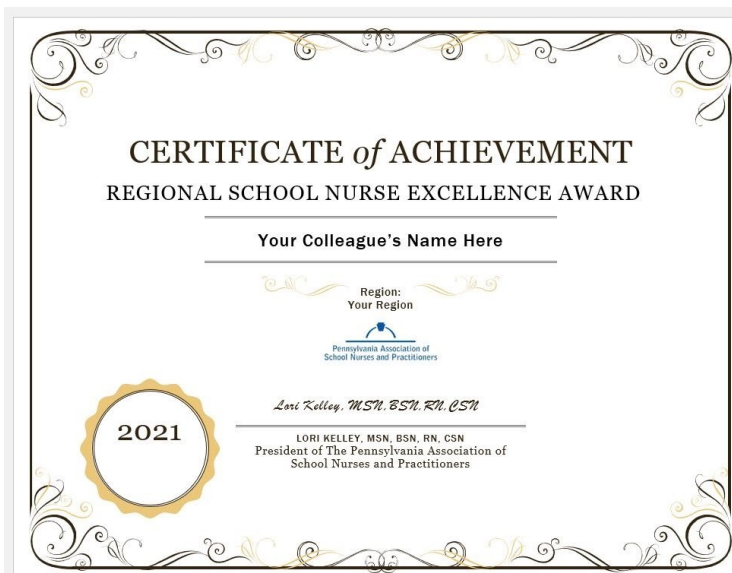 CERTIFICATE of ACHIEVEMENT
REGIONAL SCHOOL NURSE EXCELLENCE AWARD
Your Colleague's Name Here
Region:
Your Region
Pennsylvania Association of
School Nurses and Practitioners
Lori Kelley, MSN, BSN, RN, CSN
2021
LORI KELLEY, MSN, BSN, RN, CSN
President of The Pennsylvania Association of
School Nurses and Practitioners